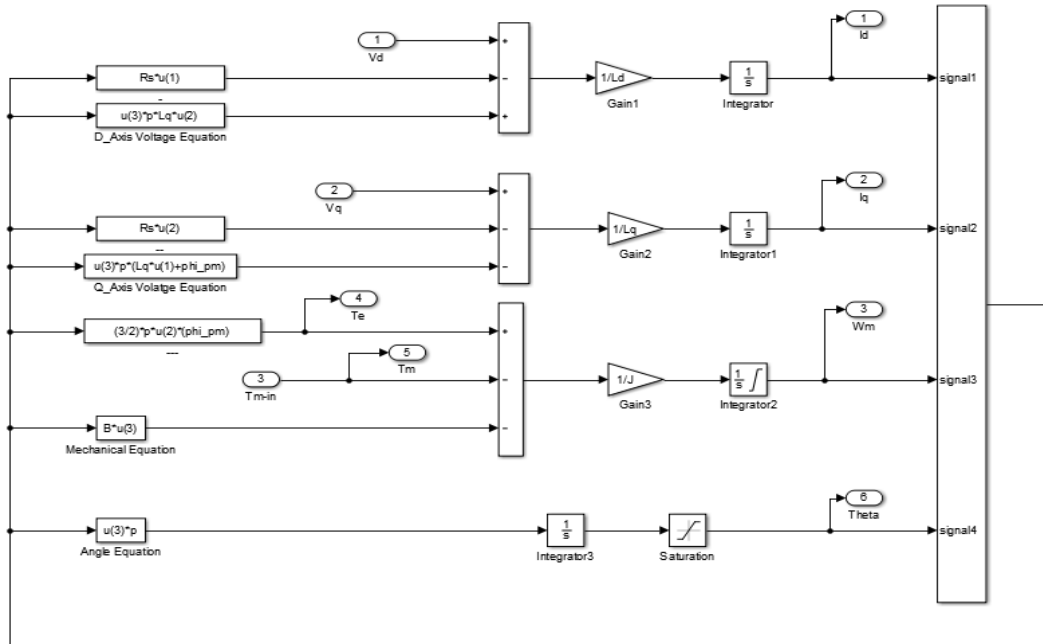 1
Vd
Rs*u(1)
-
u(3)*p*Lq*u(2)
D_Axis Voltage Equation
+
−
+
1/Ld
Gain1
1
s
Integrator
1
Id
signal1
2
Vq
Rs*u(2)
--
u(3)*p*(Lq*u(1)+phi_pm)
Q_Axis Volatge Equation
+
−
−
1/Lq
Gain2
1
s
Integrator1
2
Iq
signal2
4
Te
(3/2)*p*u(2)*(phi_pm)
---
5
Tm
3
Tm-in
B*u(3)
Mechanical Equation
+
−
−
1/J
Gain3
1
s
Integrator2
3
Wm
signal3
u(3)*p
Angle Equation
1
s
Integrator3
Saturation
6
Theta
signal4